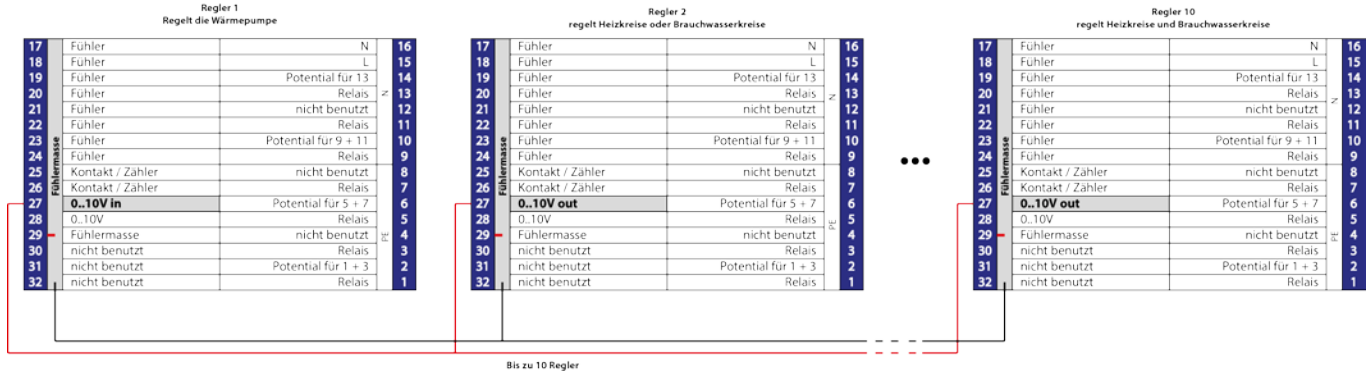 Regler 1
Regelt die Wärmepumpe
17 Fühler N 16
18 Fühler L 15
19 Fühler Potential für 13 14
20 Fühler Relais 13
21 Fühler nicht benutzt 12
22 Fühler Relais 11
23 Fühler Potential für 9 + 11 10
24 Fühler Relais 9
25 Kontakt / Zähler nicht benutzt 8
26 Kontakt / Zähler Relais 7
27 0..10V in Potential für 5 + 7 6
28 0..10V Relais 5
29 Fühlermasse nicht benutzt 4
30 nicht benutzt Relais 3
31 nicht benutzt Potential für 1 + 3 2
32 nicht benutzt Relais 1
Fühlermasse
N
PE
Regler 2
regelt Heizkreise oder Brauchwasserkreise
17 Fühler N 16
18 Fühler L 15
19 Fühler Potential für 13 14
20 Fühler Relais 13
21 Fühler nicht benutzt 12
22 Fühler Relais 11
23 Fühler Potential für 9 + 11 10
24 Fühler Relais 9
25 Kontakt / Zähler nicht benutzt 8
26 Kontakt / Zähler Relais 7
27 0..10V out Potential für 5 + 7 6
28 0..10V Relais 5
29 Fühlermasse nicht benutzt 4
30 nicht benutzt Relais 3
31 nicht benutzt Potential für 1 + 3 2
32 nicht benutzt Relais 1
Fühlermasse
N
PE
...
Regler 10
regelt Heizkreise und Brauchwasserkreise
17 Fühler N 16
18 Fühler L 15
19 Fühler Potential für 13 14
20 Fühler Relais 13
21 Fühler nicht benutzt 12
22 Fühler Relais 11
23 Fühler Potential für 9 + 11 10
24 Fühler Relais 9
25 Kontakt / Zähler nicht benutzt 8
26 Kontakt / Zähler Relais 7
27 0..10V out Potential für 5 + 7 6
28 0..10V Relais 5
29 Fühlermasse nicht benutzt 4
30 nicht benutzt Relais 3
31 nicht benutzt Potential für 1 + 3 2
32 nicht benutzt Relais 1
Fühlermasse
N
PE
Bis zu 10 Regler